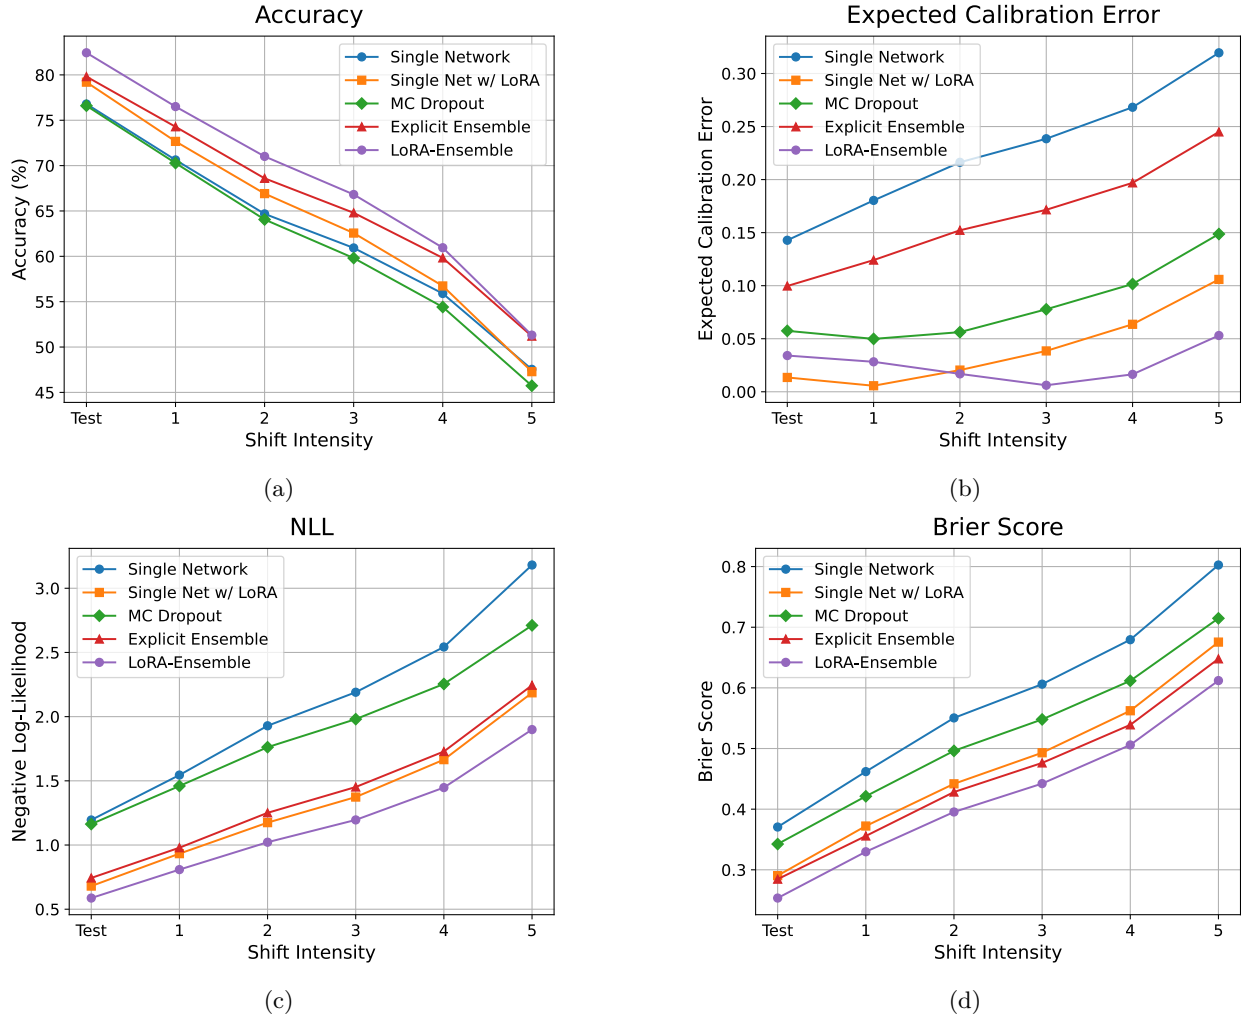 Accuracy
Accuracy (%)
80
75
70
65
60
55
50
45
Single Network
Single Net w/ LoRA
MC Dropout
Explicit Ensemble
LoRA-Ensemble
Test 1 2 3 4 5
Shift Intensity
(a)
Expected Calibration Error
Expected Calibration Error
0.30
0.25
0.20
0.15
0.10
0.05
0.00
Single Network
Single Net w/ LoRA
MC Dropout
Explicit Ensemble
LoRA-Ensemble
Test 1 2 3 4 5
Shift Intensity
(b)
NLL
Negative Log-Likelihood
3.0
2.5
2.0
1.5
1.0
0.5
Single Network
Single Net w/ LoRA
MC Dropout
Explicit Ensemble
LoRA-Ensemble
Test 1 2 3 4 5
Shift Intensity
(c)
Brier Score
Brier Score
0.8
0.7
0.6
0.5
0.4
0.3
Single Network
Single Net w/ LoRA
MC Dropout
Explicit Ensemble
LoRA-Ensemble
Test 1 2 3 4 5
Shift Intensity
(d)